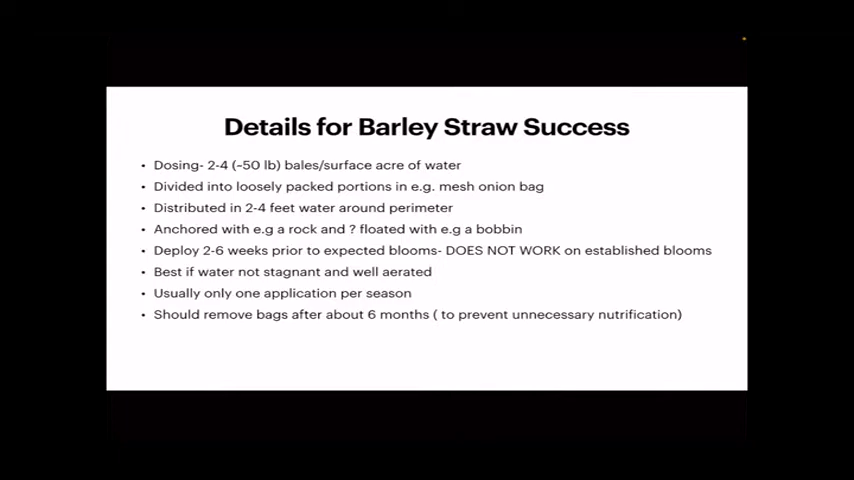 Details for Barley Straw Success
• Dosing- 2-4 (~50 lb) bales/surface acre of water
• Divided into loosely packed portions in e.g. mesh onion bag
• Distributed in 2-4 feet water around perimeter
• Anchored with e.g a rock and ? floated with e.g a bobbin
• Deploy 2-6 weeks prior to expected blooms- DOES NOT WORK on established blooms
• Best if water not stagnant and well aerated
• Usually only one application per season
• Should remove bags after about 6 months ( to prevent unnecessary nutrification)